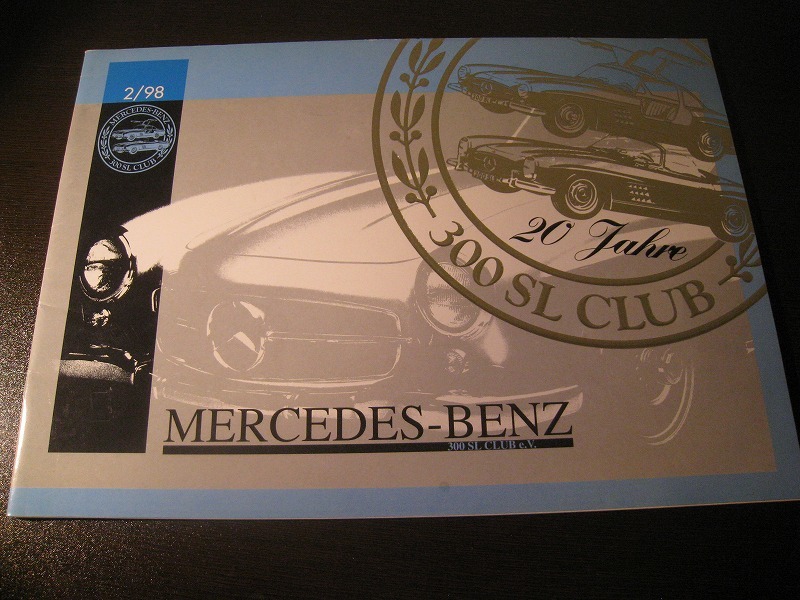 2/98
MERCEDES-BENZ
300 SL CLUB
20 Jahre
300 SL CLUB
MERCEDES-BENZ
300 SL CLUB e.V.